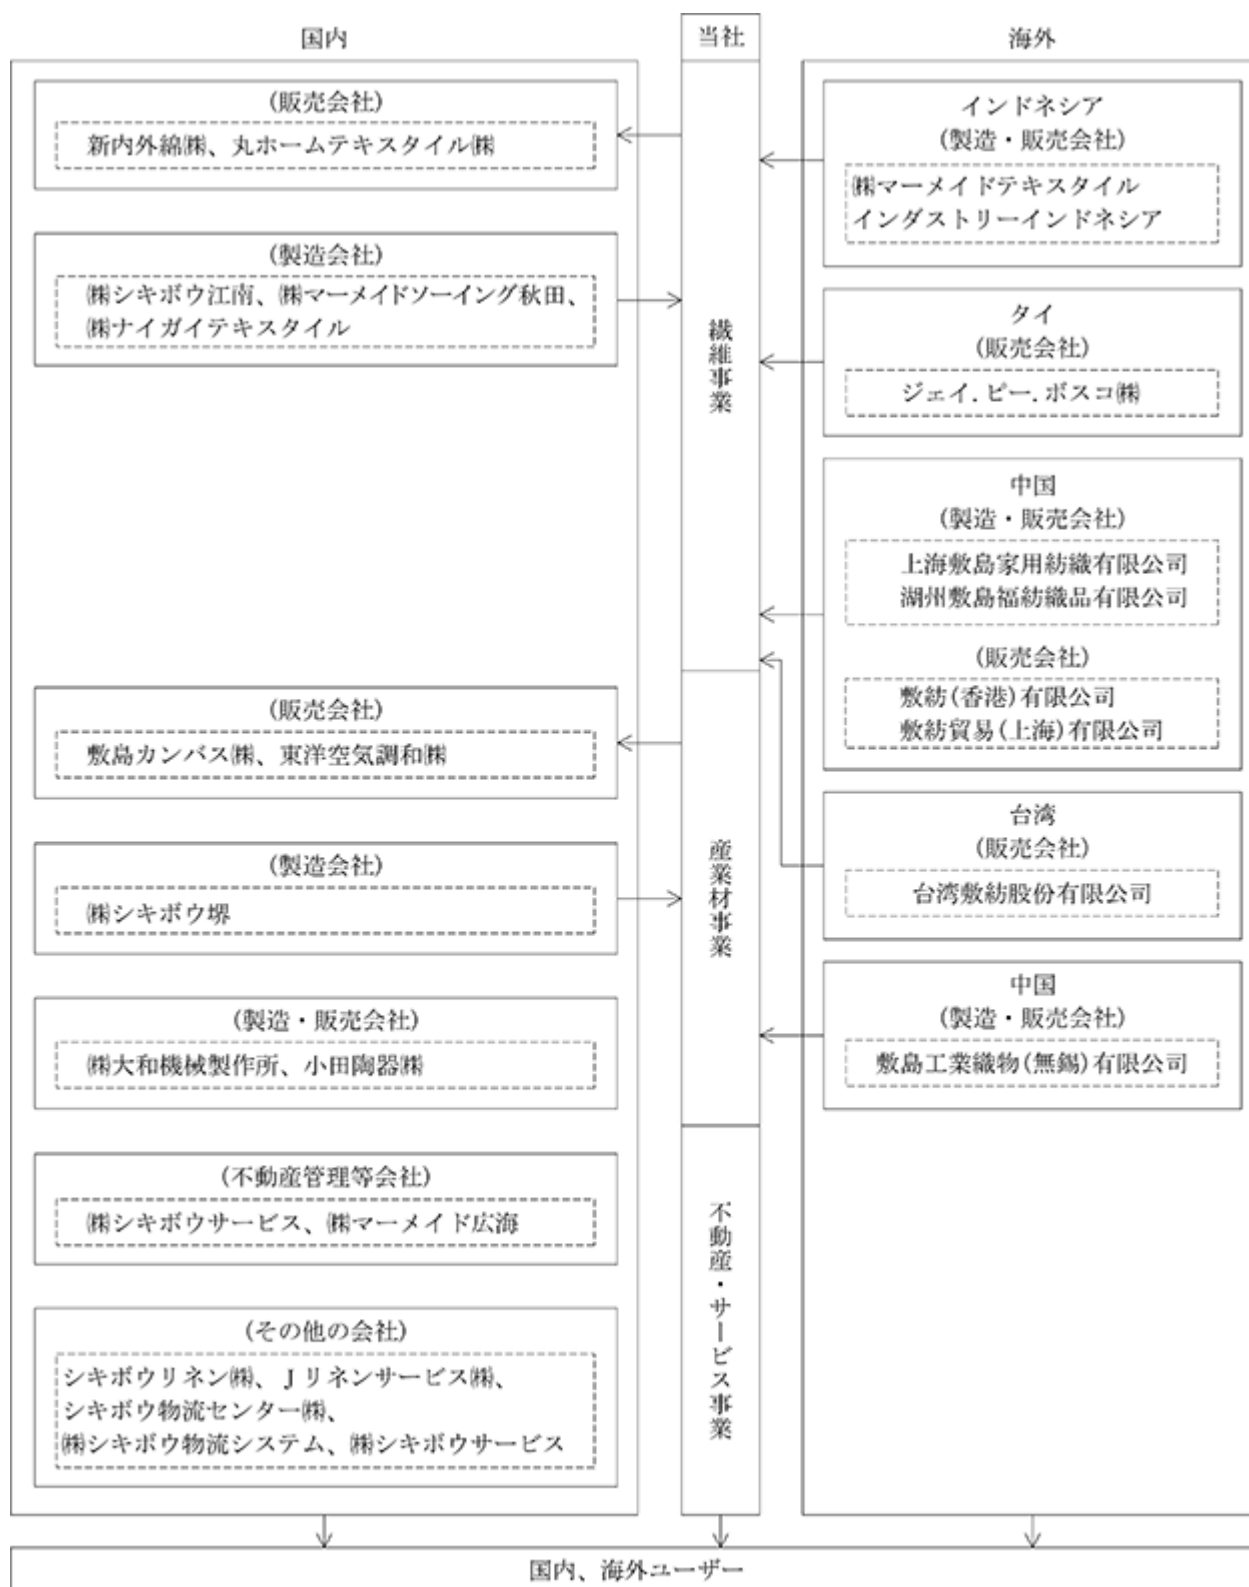 国内
(販売会社)
新内外綿㈱、丸ホームテキスタイル㈱
(製造会社)
㈱シキボウ江南、㈱マーメイドソーイング秋田、
㈱ナイガイテキスタイル
(販売会社)
敷島カンバス㈱、東洋空気調和㈱
(製造会社)
㈱シキボウ堺
(製造・販売会社)
㈱大和機械製作所、小田陶器㈱
(不動産管理等会社)
㈱シキボウサービス、㈱マーメイド広海
(その他の会社)
シキボウリネン㈱、Ｊリネンサービス㈱、
シキボウ物流センター㈱、
㈱シキボウ物流システム、㈱シキボウサービス
当社
繊維事業
産業材事業
不動産・サービス事業
海外
インドネシア
(製造・販売会社)
㈱マーメイドテキスタイル
インダストリーインドネシア
タイ
(販売会社)
ジェイ.ピー.ボスコ㈱
中国
(製造・販売会社)
上海敷島家用紡織有限公司
湖州敷島福紡織品有限公司
(販売会社)
敷紡(香港)有限公司
敷紡貿易(上海)有限公司
台湾
(販売会社)
台湾敷紡股份有限公司
中国
(製造・販売会社)
敷島工業織物(無錫)有限公司
国内、海外ユーザー